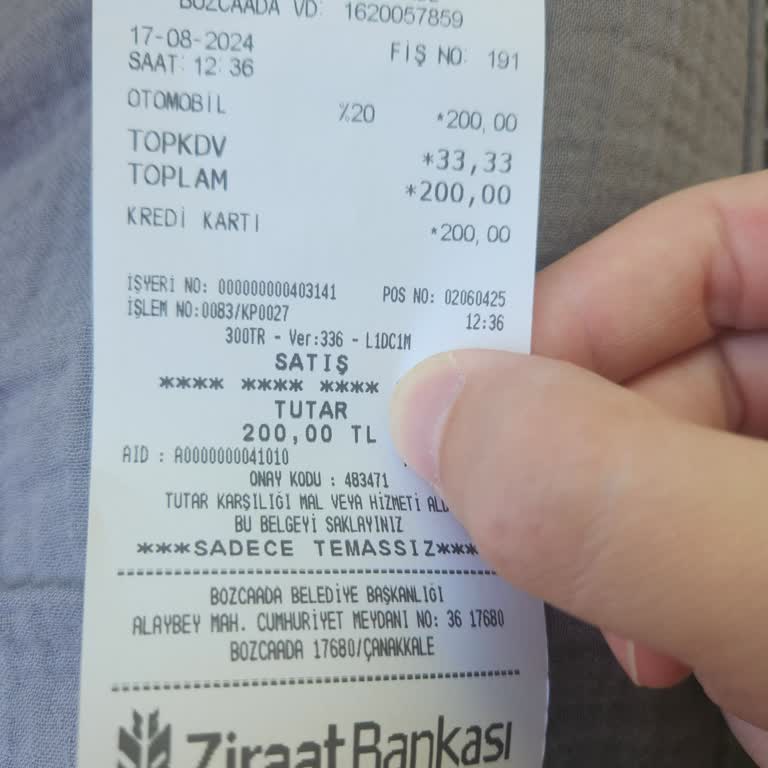 BOZCAADA VD: 1620057859
17-08-2024 FİŞ NO: 191
SAAT: 12:36
OTOMOBİL %20 *200,00
TOPKDV *33,33
TOPLAM *200,00
KREDİ KARTI *200,00
İŞYERİ NO: 000000000403141 POS NO: 02060425
İŞLEM NO:0083/KP0027 12:36
300TR - Ver:336 - L1DC1M
SATIŞ
**** **** ****
TUTAR
200,00 TL
AID : A0000000041010
ONAY KODU : 483471
TUTAR KARŞILIĞI MAL VEYA HİZMETİ
BU BELGEYİ SAKLAYINIZ
***SADECE TEMASSIZ***
BOZCAADA BELEDİYE BAŞKANLIĞI
ALAYBEY MAH. CUMHURİYET MEYDANI NO: 36 17680
BOZCAADA 17680/ÇANAKKALE
Ziraat Bankası